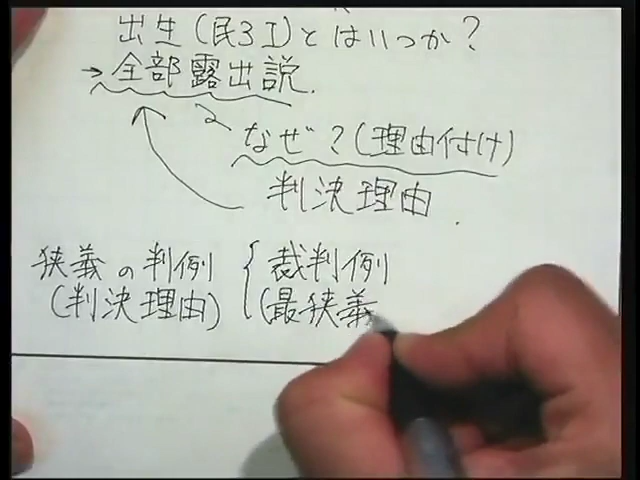 出生(民3I)とはいつか?
→全部露出説.
なぜ?(理由付け)
判決理由.
狭義の判例 { 裁判例
(判決理由) (最狭義